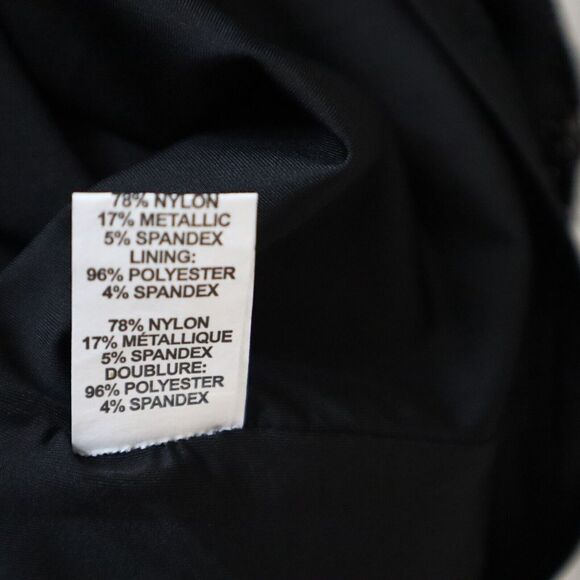 78% NYLON
17% METALLIC
5% SPANDEX
LINING:
96% POLYESTER
4% SPANDEX
78% NYLON
17% MÉTALLIQUE
5% SPANDEX
DOUBLURE:
96% POLYESTER
4% SPANDEX